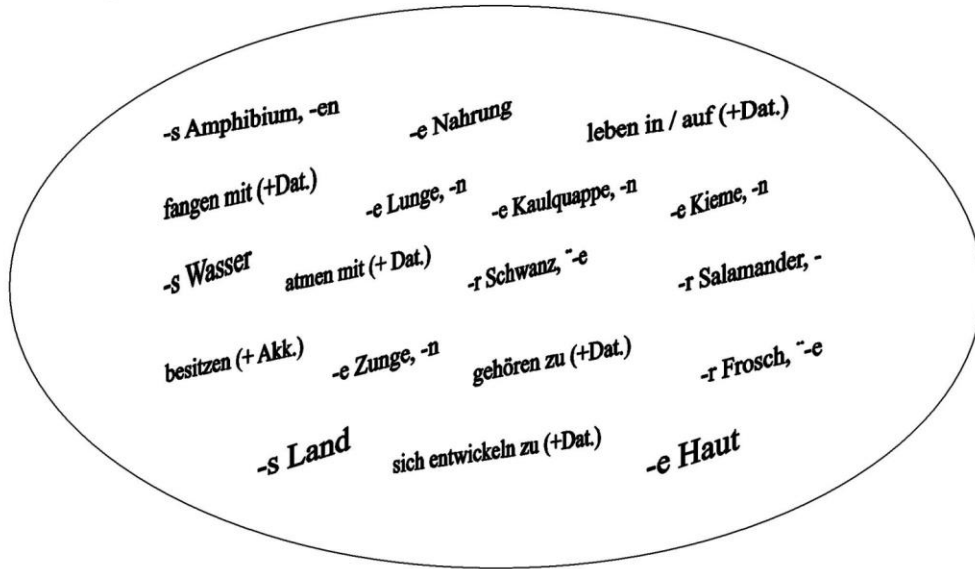 -s Amphibium, -en -e Nahrung leben in / auf (+Dat.)
fangen mit (+Dat.) -e Lunge, -n -e Kaulquappe, -n -e Kieme, -n
-s Wasser atmen mit (+ Dat.) -r Schwanz, ¨-e -r Salamander, -
besitzen (+ Akk.) -e Zunge, -n gehören zu (+Dat.) -r Frosch, ¨-e
-s Land sich entwickeln zu (+Dat.) -e Haut